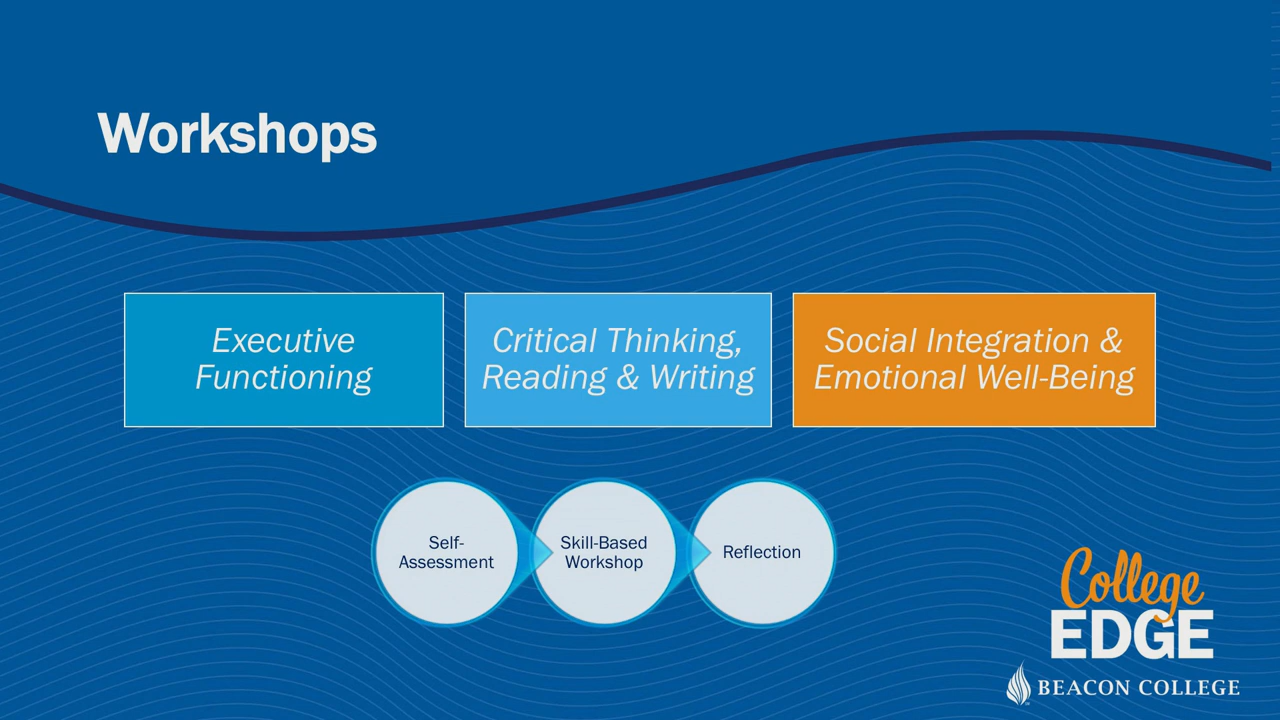 Workshops
Executive
Functioning
Critical Thinking,
Reading & Writing
Social Integration &
Emotional Well-Being
Self-
Assessment
Skill-Based
Workshop
Reflection
College
EDGE
BEACON COLLEGE